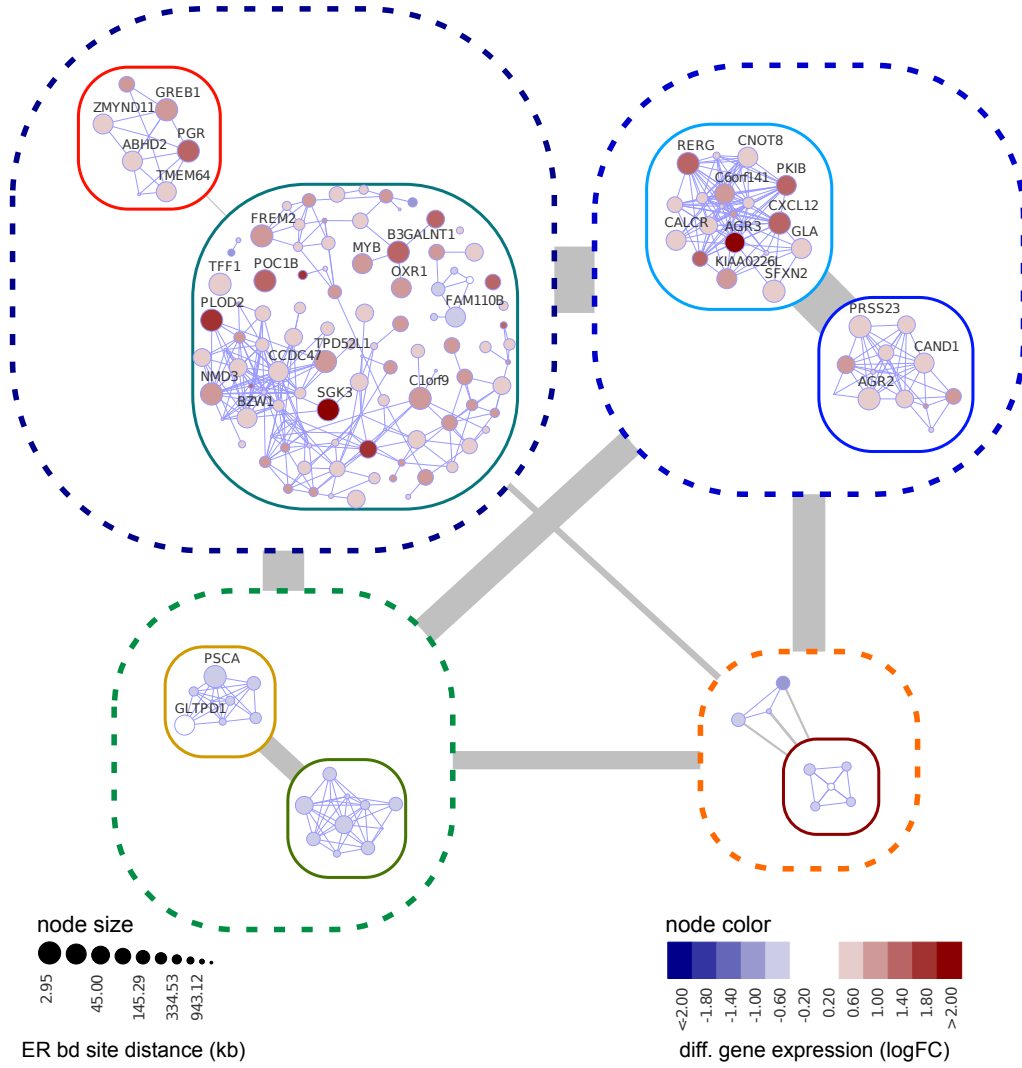 GREB1
ZMYND11
PGR
ABHD2
TMEM64
FREM2
B3GALNT1
MYB
TFF1
POC1B
OXR1
PLOD2
FAM110B
TPD52L1
CCDC47
NMD3
SGK3
C1orf9
BZW1
RERG
CNOT8
PKIB
C6orf141
CXCL12
CALCR
AGR3
GLA
KIAA0226L
SFXN2
PRSS23
CAND1
AGR2
PSCA
GLTPD1
node size
2.95
45.00
145.29
334.53
943.12
ER bd site distance (kb)
node color
<-2.00
-1.80
-1.40
-1.00
-0.60
-0.20
0.20
0.60
1.00
1.40
1.80
>2.00
diff. gene expression (logFC)